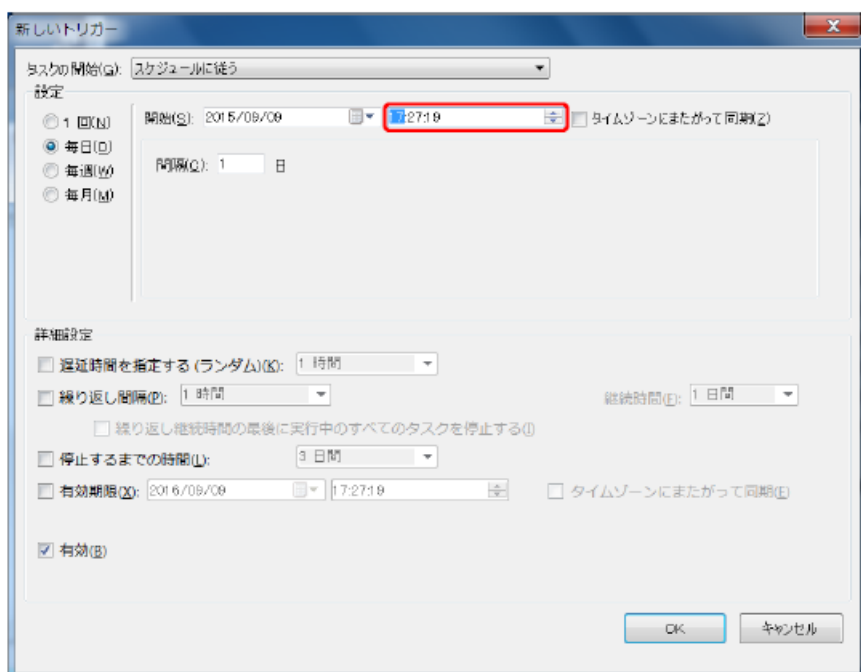 新しいトリガー
タスクの開始(G): スケジュールに従う
設定
1 回(N)
開始(S): 2015/09/09 17:27:19 タイムゾーンにまたがって同期(Z)
毎日(D)
毎週(W)
間隔(C): 1 日
毎月(M)
詳細設定
遅延時間を指定する (ランダム)(K): 1 時間
繰り返し間隔(P): 1 時間 継続時間(F): 1 日間
繰り返し継続時間の最後に実行中のすべてのタスクを停止する(I)
停止するまでの時間(L): 3 日間
有効期限(X): 2016/09/09 17:27:19 タイムゾーンにまたがって同期(E)
有効(B)
OK キャンセル